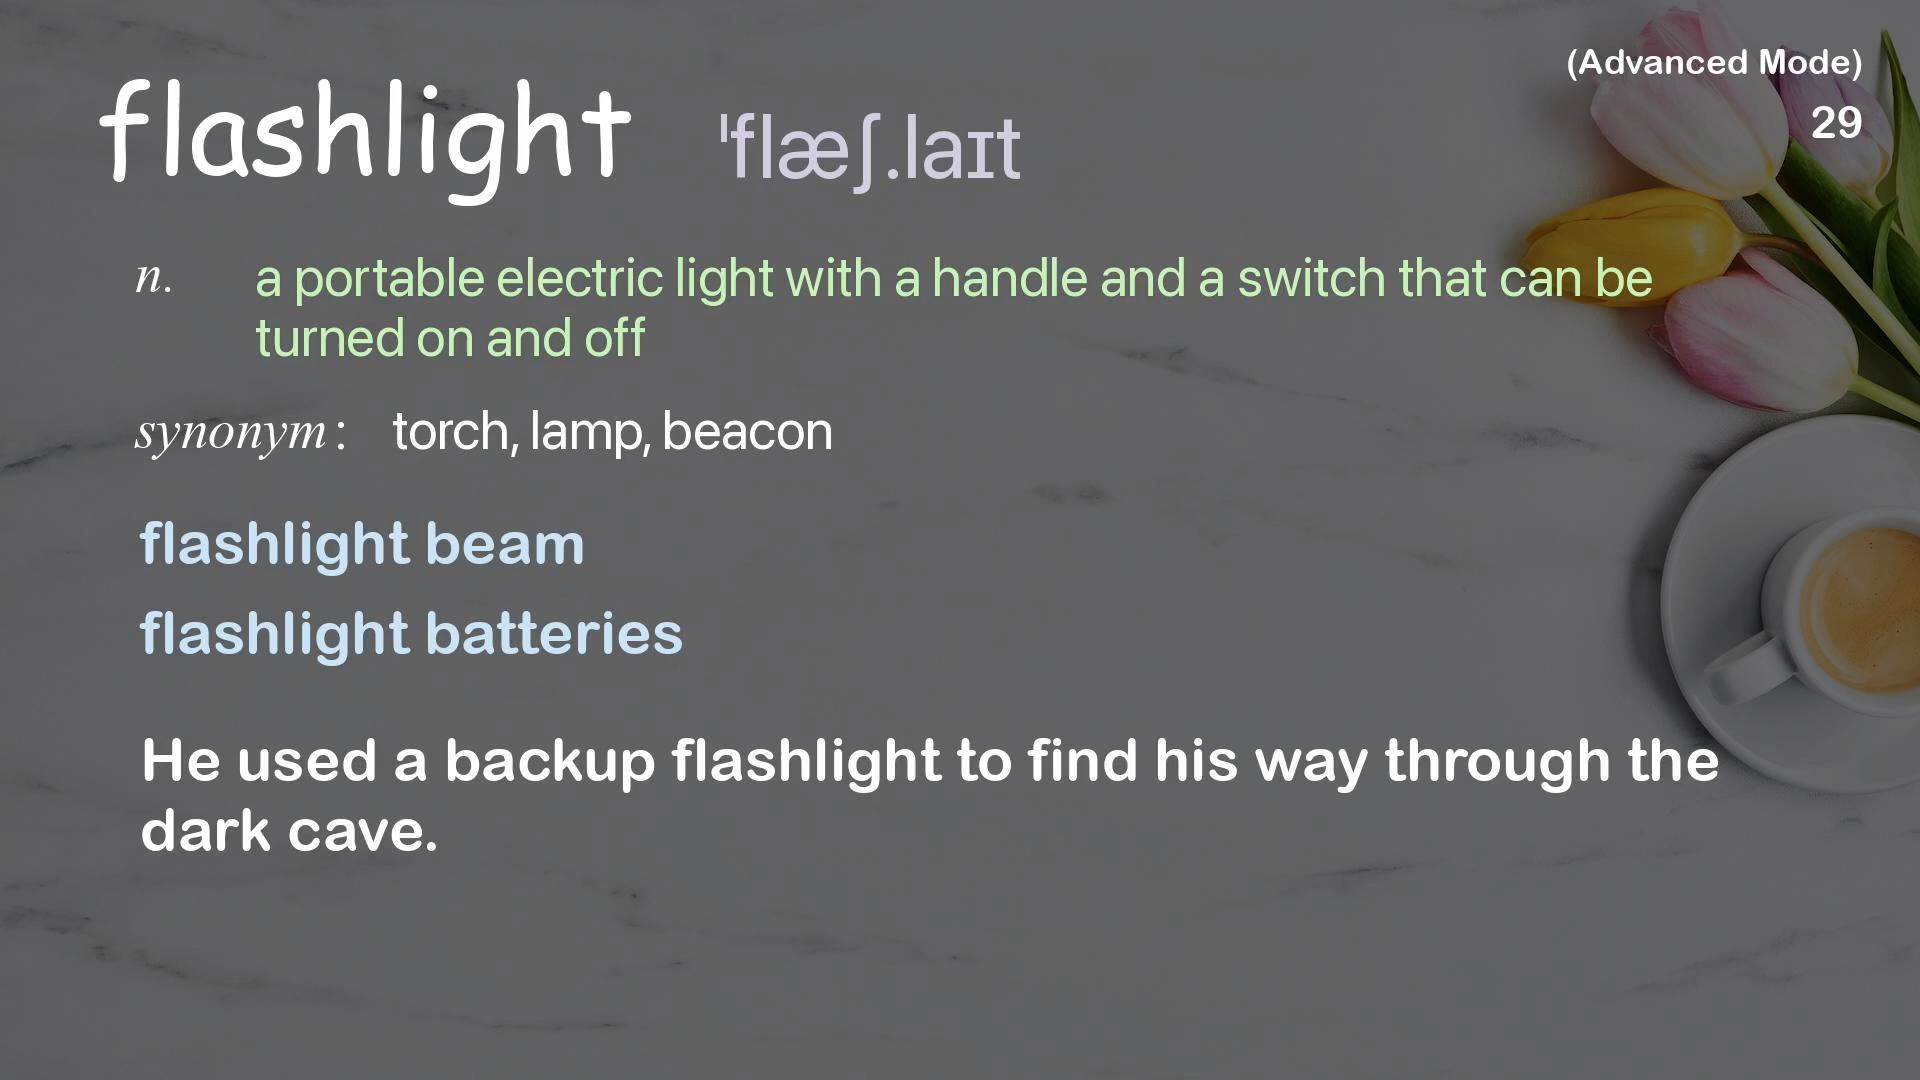 (Advanced Mode)
flashlight ˈflæʃ.laɪt
29
n. a portable electric light with a handle and a switch that can be
turned on and off
synonym: torch, lamp, beacon
flashlight beam
flashlight batteries
He used a backup flashlight to find his way through the
dark cave.